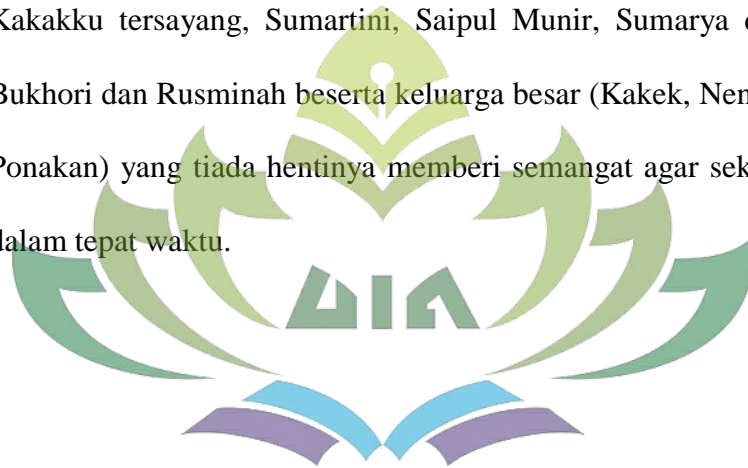 Kakakku tersayang, Sumartini, Saipul Munir, Sumarya
Bukhori dan Rusminah beserta keluarga besar (Kakek,
Ponakan) yang tiada hentinya memberi semangat agar
dalam tepat waktu.
UIN